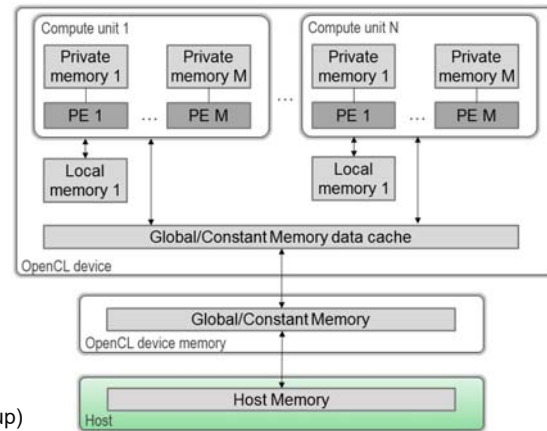 Compute unit 1
Compute unit N
Private
memory 1
Private
memory M
Private
memory 1
Private
memory M
...
PE 1
...
PE M
PE 1
...
PE M
Local
memory 1
Local
memory 1
Global/Constant Memory data cache
OpenCL device
Global/Constant Memory
OpenCL device memory
Host Memory
up)
Host